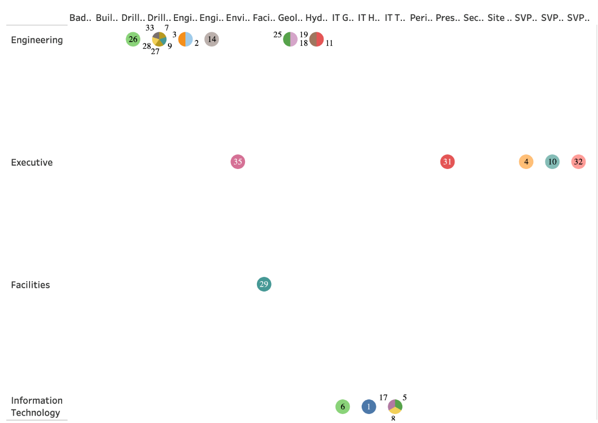 Bad.. Buil.. Drill.. Drill.. Engi.. Engi.. Envi.. Faci.. Geol.. Hyd.. IT G.. IT H.. IT T.. Peri.. Pres.. Sec.. Site .. SVP.. SVP.. SVP..
Engineering
26 33 7 28 27 9 3 2 14 25 19 18 11
Executive
35 31 4 10 32
Facilities
29
Information
Technology
6 1 17 5 8